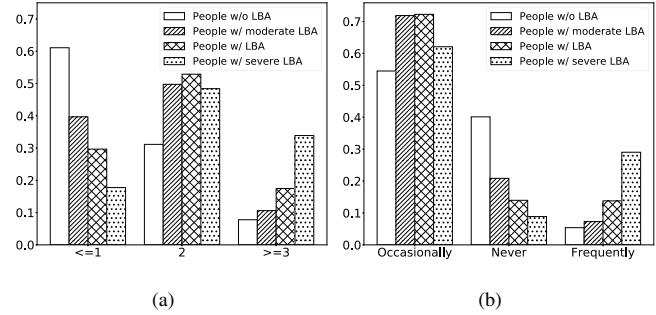 0.7
0.6
0.5
0.4
0.3
0.2
0.1
0.0
<=1
2
>=3
People w/o LBA
People w/ moderate LBA
People w/ LBA
People w/ severe LBA
(a)
0.7
0.6
0.5
0.4
0.3
0.2
0.1
0.0
Occasionally
Never
Frequently
People w/o LBA
People w/ moderate LBA
People w/ LBA
People w/ severe LBA
(b)